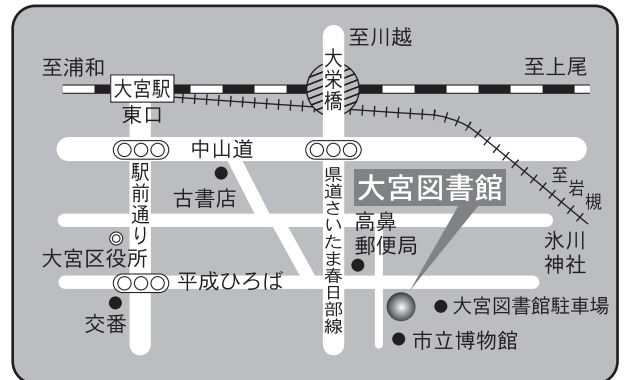 至川越
至浦和
大宮駅
東口
大栄橋
至上尾
中山道
駅前通り
古書店
県道さいたま春日部線
大宮図書館
至岩槻
高鼻
郵便局
氷川
神社
大宮区役所
平成ひろば
交番
大宮図書館駐車場
市立博物館